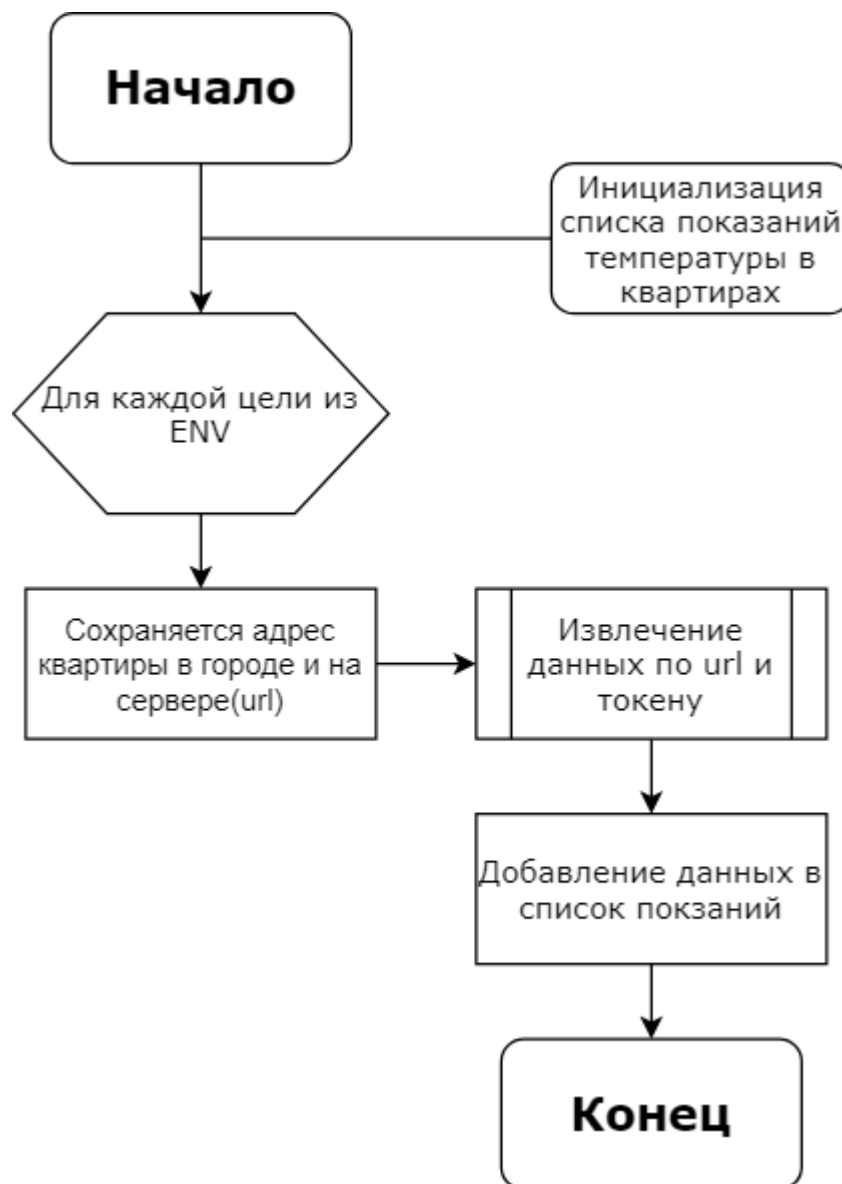 Начало
Инициализация
списка показаний
температуры в
квартирах
Для каждой цели из
ENV
Сохраняется адрес
квартиры в городе и на
сервере(url)
Извлечение
данных по url и
токену
Добавление данных в
список покзаний
Конец